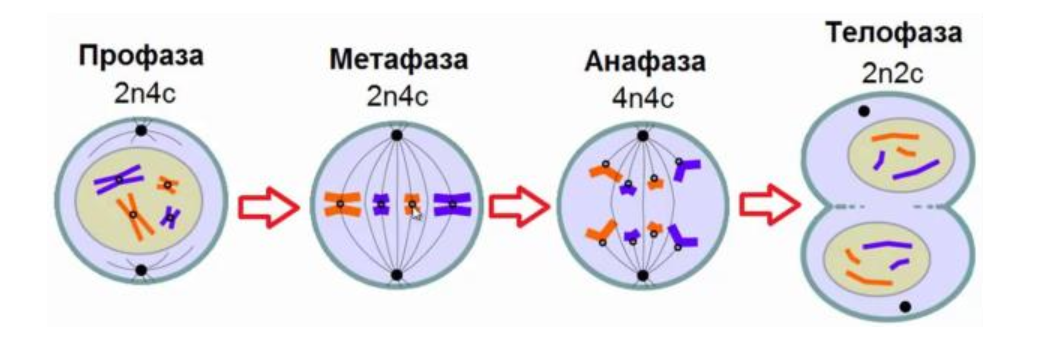 Профаза
2n4c
Метафаза
2n4c
Анафаза
4n4c
Телофаза
2n2c